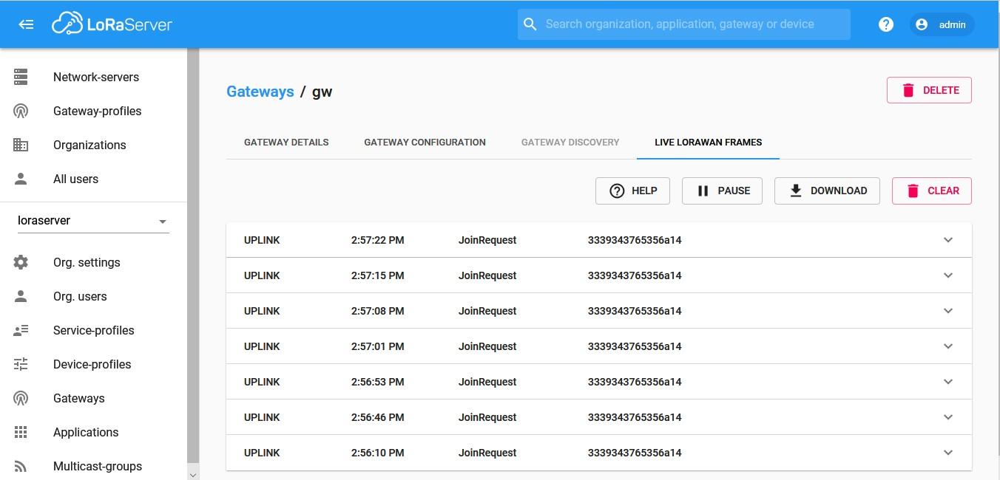 LoRaServer
Search organization, application, gateway or device
?
admin
Network-servers
Gateway-profiles
Organizations
All users
loraserver
Org. settings
Org. users
Service-profiles
Device-profiles
Gateways
Applications
Multicast-groups
Gateways / gw
DELETE
GATEWAY DETAILS GATEWAY CONFIGURATION GATEWAY DISCOVERY LIVE LORAWAN FRAMES
? HELP PAUSE DOWNLOAD CLEAR
UPLINK 2:57:22 PM JoinRequest 3339343765356a14
UPLINK 2:57:15 PM JoinRequest 3339343765356a14
UPLINK 2:57:08 PM JoinRequest 3339343765356a14
UPLINK 2:57:01 PM JoinRequest 3339343765356a14
UPLINK 2:56:53 PM JoinRequest 3339343765356a14
UPLINK 2:56:46 PM JoinRequest 3339343765356a14
UPLINK 2:56:10 PM JoinRequest 3339343765356a14